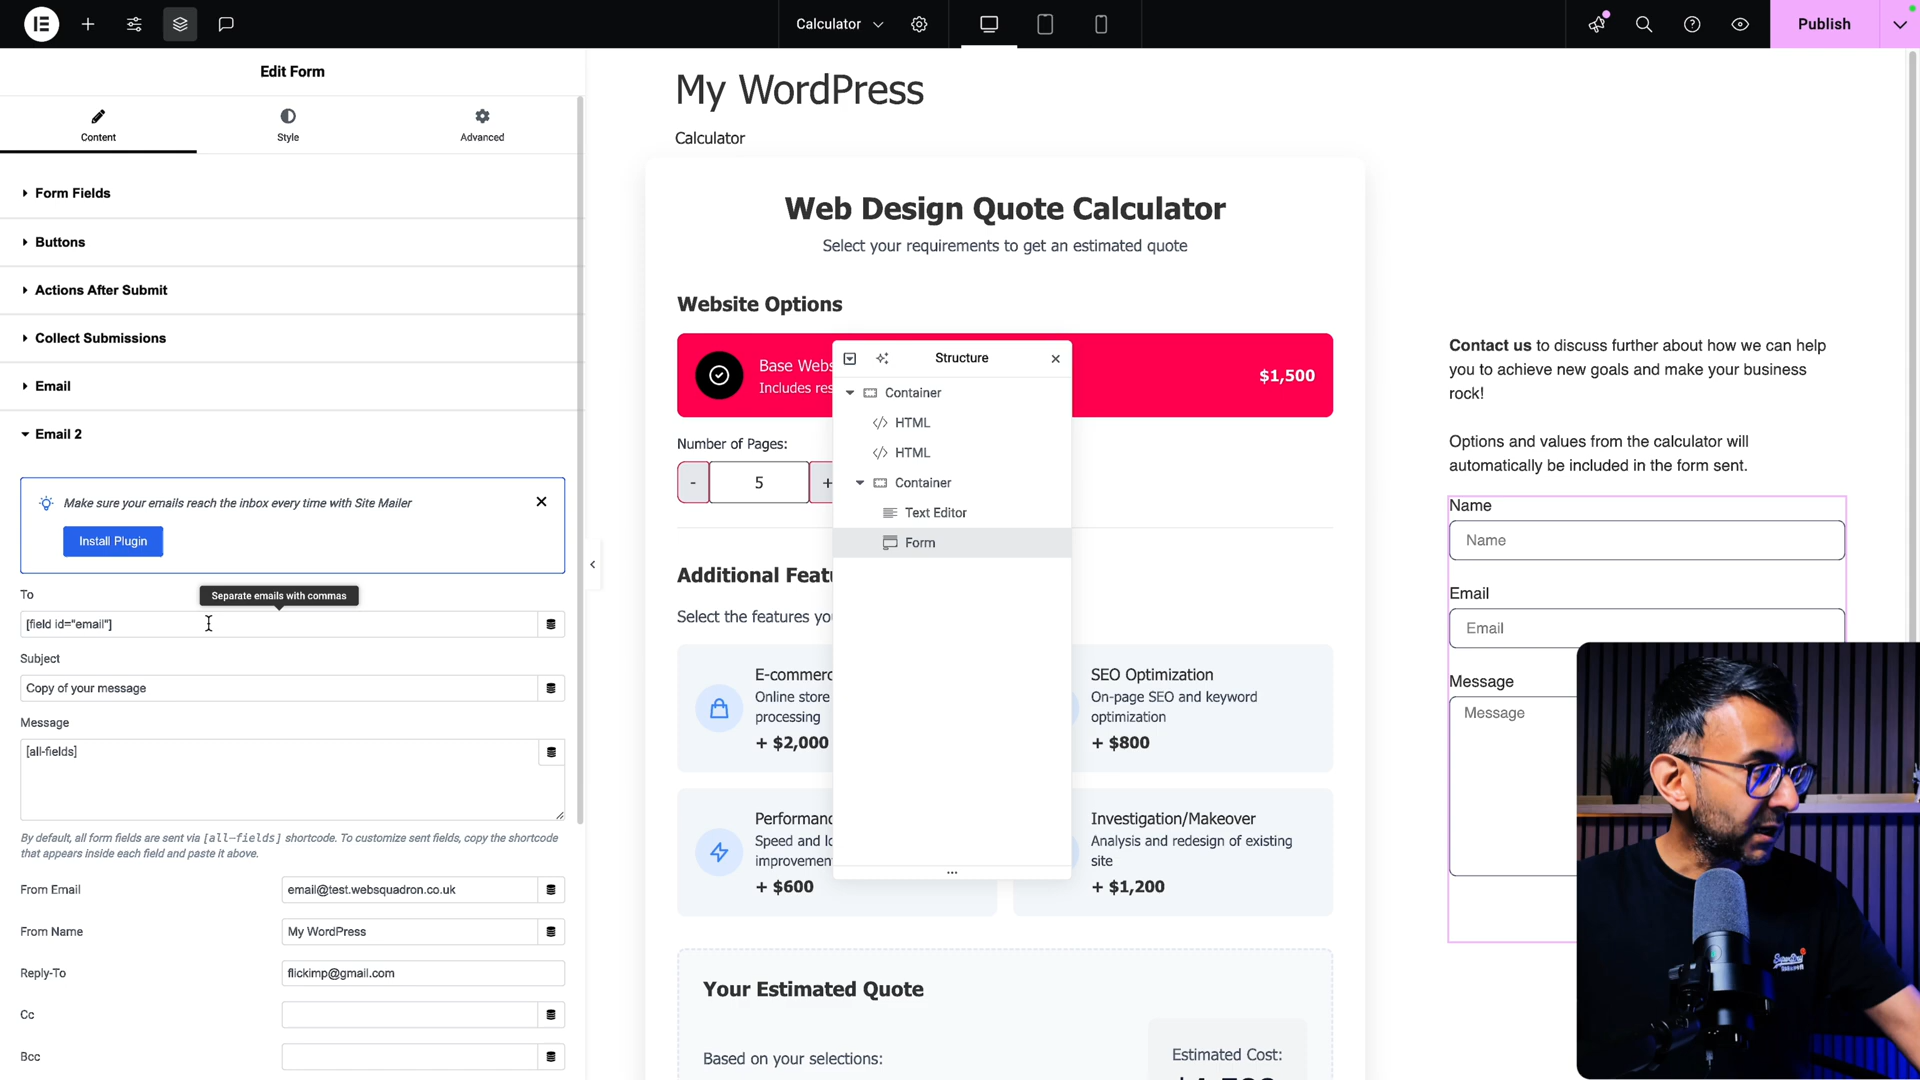 Calculator
Publish
Edit Form
Content
Style
Advanced
Form Fields
Buttons
Actions After Submit
Collect Submissions
Email
Email 2
Make sure your emails reach the inbox every time with Site Mailer
Install Plugin
To
Separate emails with commas
[field id="email"]
Subject
Copy of your message
Message
[all-fields]
By default, all form fields are sent via [all-fields] shortcode. To customize sent fields, copy the shortcode
that appears inside each field and paste it above.
From Email
email@test.websquadron.co.uk
From Name
My WordPress
Reply-To
flickimp@gmail.com
Cc
Bcc
My WordPress
Calculator
Web Design Quote Calculator
Select your requirements to get an estimated quote
Website Options
Base Webs
Includes res
$1,500
Number of Pages:
- 5 +
Additional Featu
Select the features you
E-commerc
Online store
processing
+ $2,000
SEO Optimization
On-page SEO and keyword
optimization
+ $800
Performanc
Speed and lo
improvemen
+ $600
Investigation/Makeover
Analysis and redesign of existing
site
+ $1,200
Your Estimated Quote
Based on your selections:
Estimated Cost:
Structure
Container
HTML
HTML
Container
Text Editor
Form
Contact us to discuss further about how we can help
you to achieve new goals and make your business
rock!
Options and values from the calculator will
automatically be included in the form sent.
Name
Name
Email
Email
Message
Message